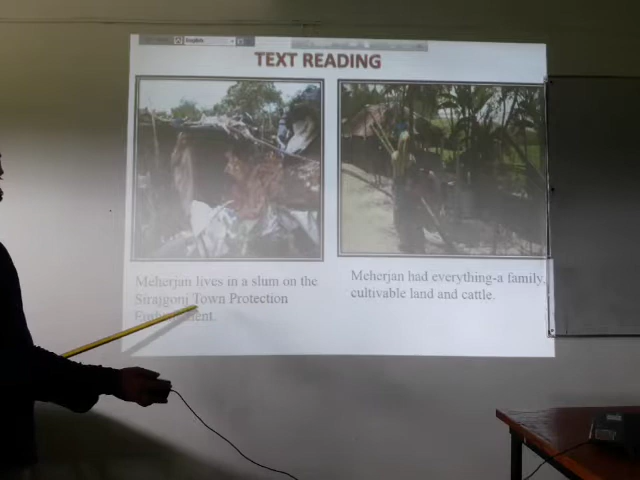 English
TEXT READING
Meherjan lives in a slum on the
Sirajgonj Town Protection
Embankment.
Meherjan had everything-a family,
cultivable land and cattle.